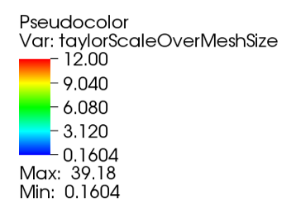 Pseudocolor
Var: taylorScaleOverMeshSize
12.00
9.040
6.080
3.120
0.1604
Max: 39.18
Min: 0.1604